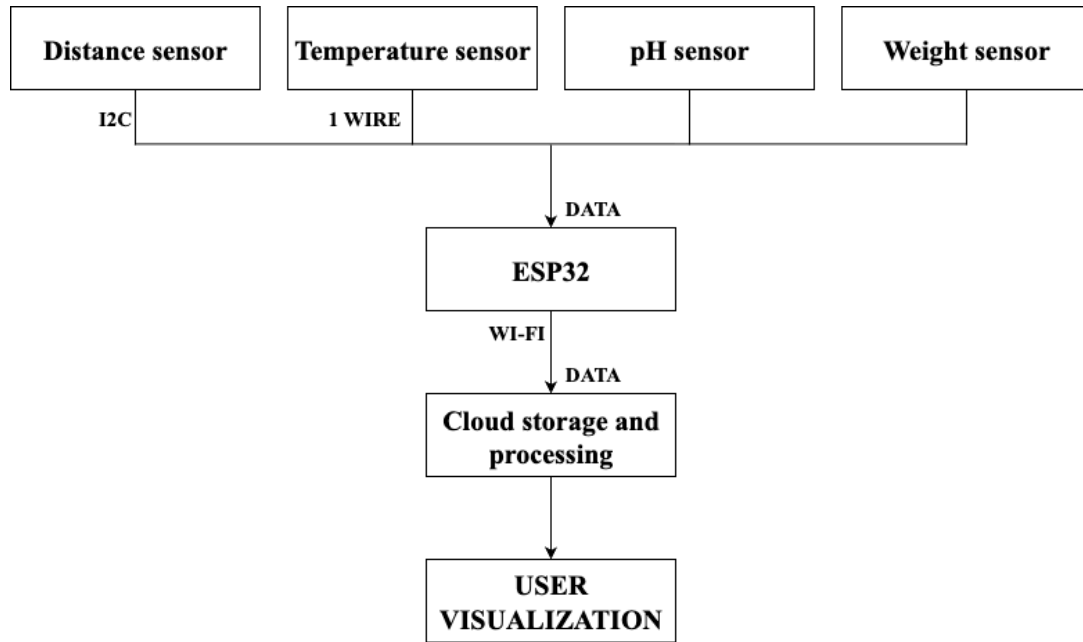 Distance sensor
Temperature sensor
pH sensor
Weight sensor
I2C
1 WIRE
DATA
ESP32
WI-FI
DATA
Cloud storage and
processing
USER
VISUALIZATION